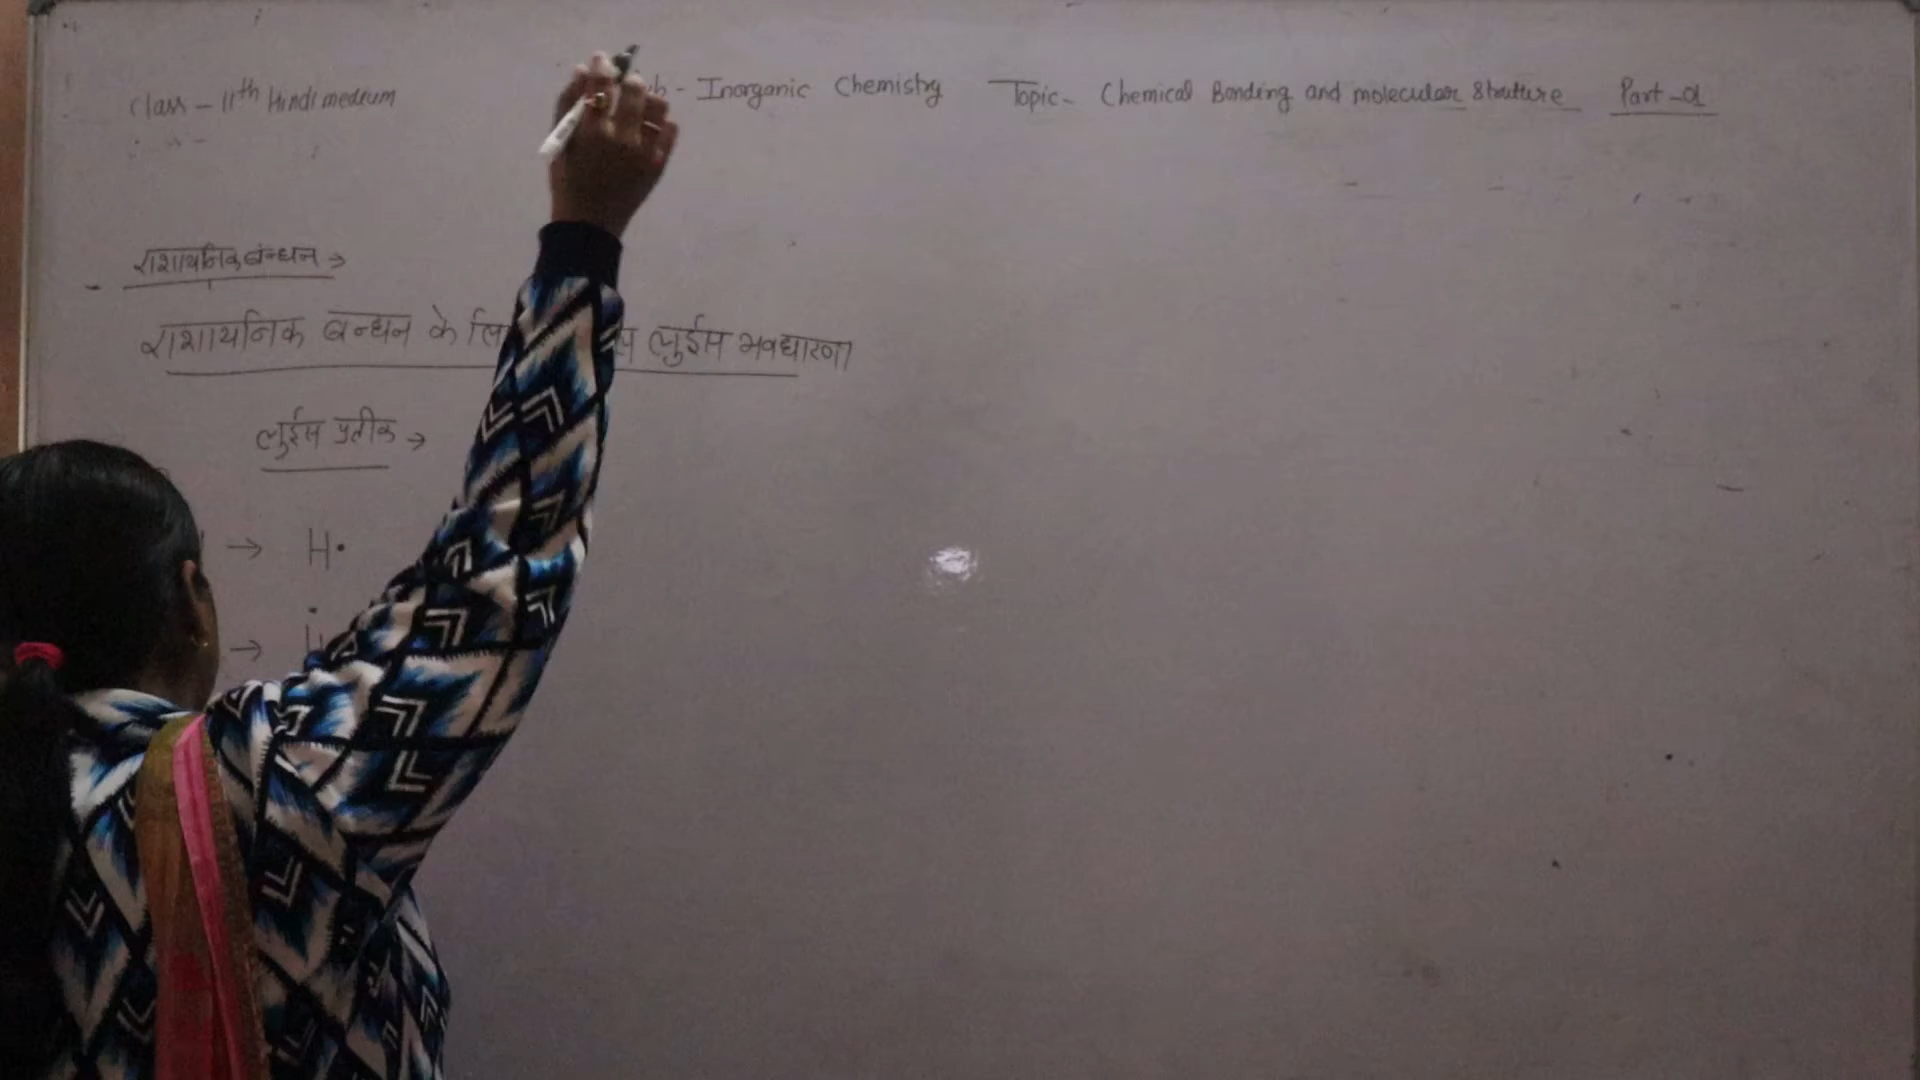 Class - 11th Hindi medium - Inorganic Chemistry Topic - Chemical Bonding and molecular Structure Part -
राशायनिक बन्धन →
राशायनिक बन्धन के लुईस अवधारणा
लुईस प्रतीक →
→ H•
→